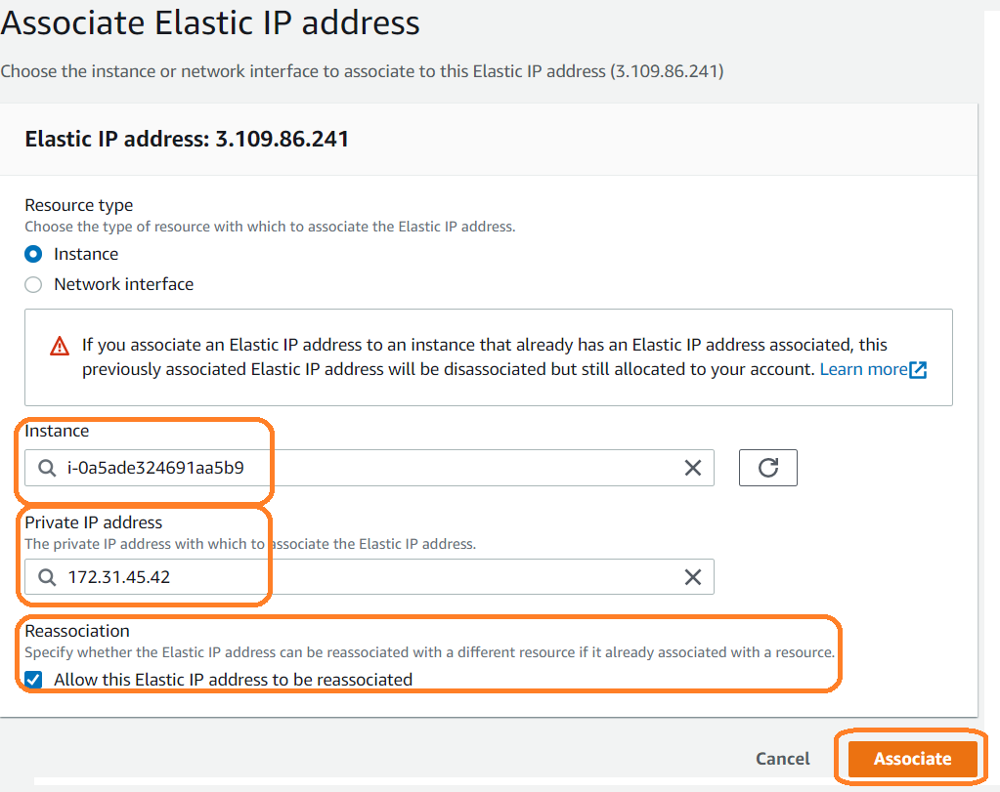 Associate Elastic IP address
Choose the instance or network interface to associate to this Elastic IP address (3.109.86.241)
Elastic IP address: 3.109.86.241
Resource type
Choose the type of resource with which to associate the Elastic IP address.
Instance
Network interface
If you associate an Elastic IP address to an instance that already has an Elastic IP address associated, this
previously associated Elastic IP address will be disassociated but still allocated to your account. Learn more
Instance
i-0a5ade324691aa5b9
Private IP address
The private IP address with which to associate the Elastic IP address.
172.31.45.42
Reassociation
Specify whether the Elastic IP address can be reassociated with a different resource if it already associated with a resource.
Allow this Elastic IP address to be reassociated
Cancel
Associate